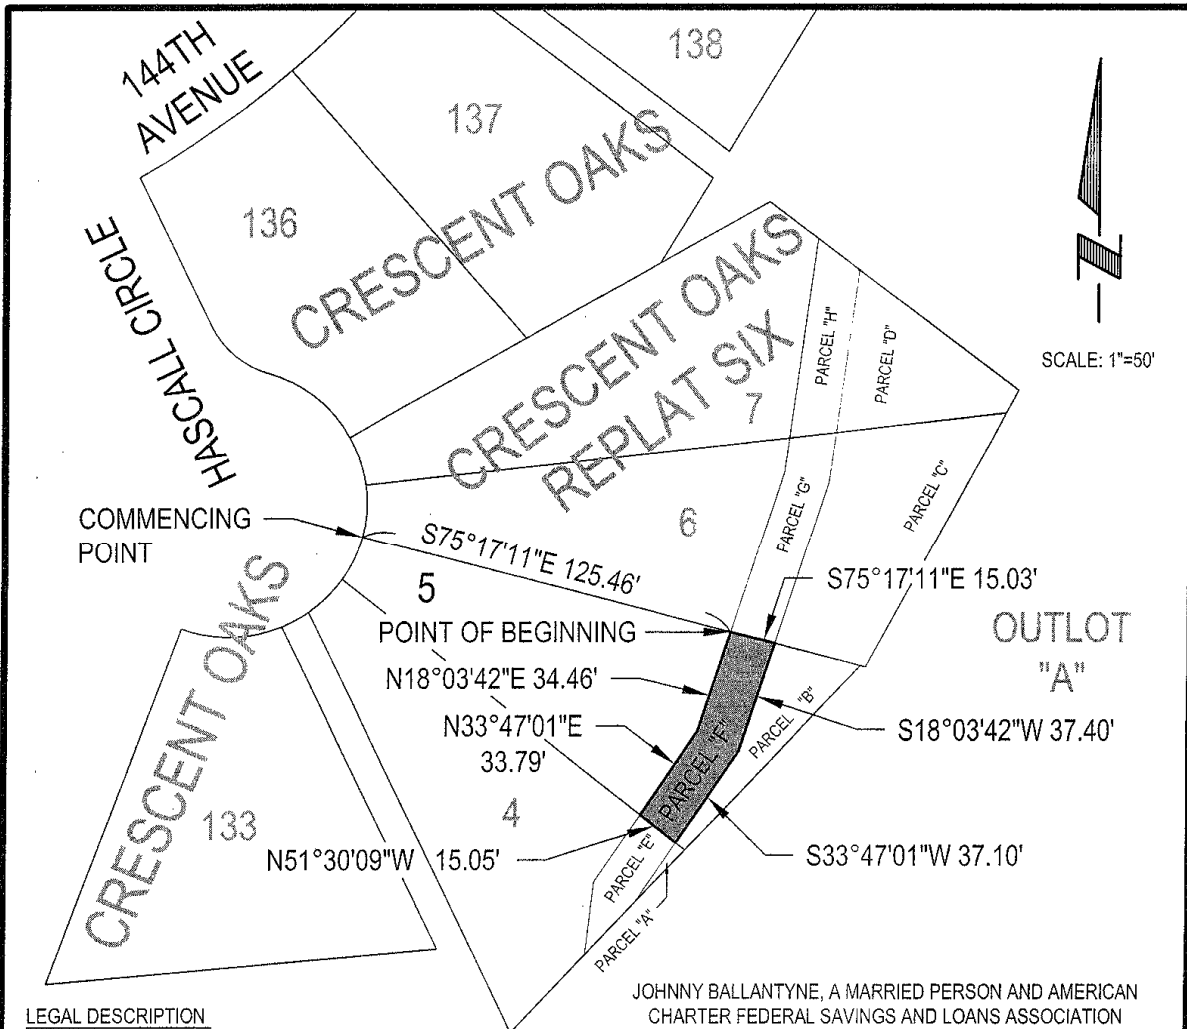 144TH
AVENUE
138
137
136
CRESCENT OAKS
HASCALL CIRCLE
CRESCENT OAKS
REPLAT SIX
7
PARCEL "H"
PARCEL "D"
SCALE: 1"=50'
N
COMMENCING
POINT
S75°17'11"E 125.46'
6
PARCEL "G"
PARCEL "C"
5
S75°17'11"E 15.03'
POINT OF BEGINNING
OUTLOT
"A"
N18°03'42"E 34.46'
PARCEL "B"
S18°03'42"W 37.40'
N33°47'01"E
33.79'
PARCEL "F"
CRESCENT OAKS
133
4
N51°30'09"W 15.05'
PARCEL "E"
S33°47'01"W 37.10'
PARCEL "A"
LEGAL DESCRIPTION
JOHNNY BALLANTYNE, A MARRIED PERSON AND AMERICAN
CHARTER FEDERAL SAVINGS AND LOANS ASSOCIATION